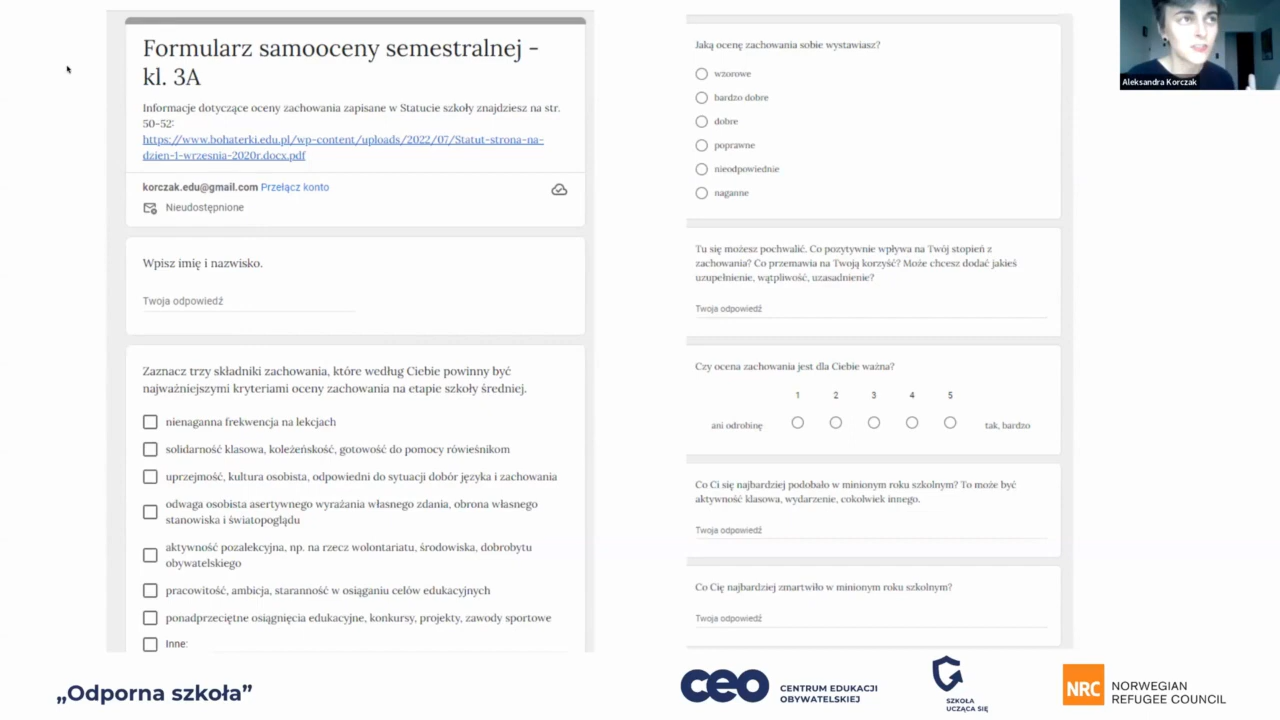 Formularz samooceny semestralnej -
kl. 3A
Informacje dotyczące oceny zachowania zapisane w Statucie szkoły znajdziesz na str.
50-52:
https://www.bohaterki.edu.pl/wp-content/uploads/2022/07/Statut-strona-na-
dzien-1-wrzesnia-2020r.docx.pdf
korczak.edu@gmail.com Przełącz konto
Nieudostępnione
Wpisz imię i nazwisko.
Twoja odpowiedź
Zaznacz trzy składniki zachowania, które według Ciebie powinny być
najważniejszymi kryteriami oceny zachowania na etapie szkoły średniej.
nienaganna frekwencja na lekcjach
solidarność klasowa, koleżeńskość, gotowość do pomocy rówieśnikom
uprzejmość, kultura osobista, odpowiedni do sytuacji dobór języka i zachowania
odwaga osobista asertywnego wyrażania własnego zdania, obrona własnego
stanowiska i światopoglądu
aktywność pozalekcyjna, np. na rzecz wolontariatu, środowiska, dobrobytu
obywatelskiego
pracowitość, ambicja, staranność w osiąganiu celów edukacyjnych
ponadprzeciętne osiągnięcia edukacyjne, konkursy, projekty, zawody sportowe
Inne:
Jaką ocenę zachowania sobie wystawiasz?
wzorowe
bardzo dobre
dobre
poprawne
nieodpowiednie
naganne
Tu się możesz pochwalić. Co pozytywnie wpływa na Twój stopień z
zachowania? Co przemawia na Twoją korzyść? Może chcesz dodać jakieś
uzupełnienie, wątpliwość, uzasadnienie?
Twoja odpowiedź
Czy ocena zachowania jest dla Ciebie ważna?
1 2 3 4 5
ani odrobinę tak, bardzo
Co Ci się najbardziej podobało w minionym roku szkolnym? To może być
aktywność klasowa, wydarzenie, cokolwiek innego.
Twoja odpowiedź
Co Cię najbardziej zmartwiło w minionym roku szkolnym?
Twoja odpowiedź
Aleksandra Korczak
„Odporna szkoła”
ceo CENTRUM EDUKACJI
OBYWATELSKIEJ
SZKOŁA
UCZĄCA SIĘ
NRC NORWEGIAN
REFUGEE COUNCIL